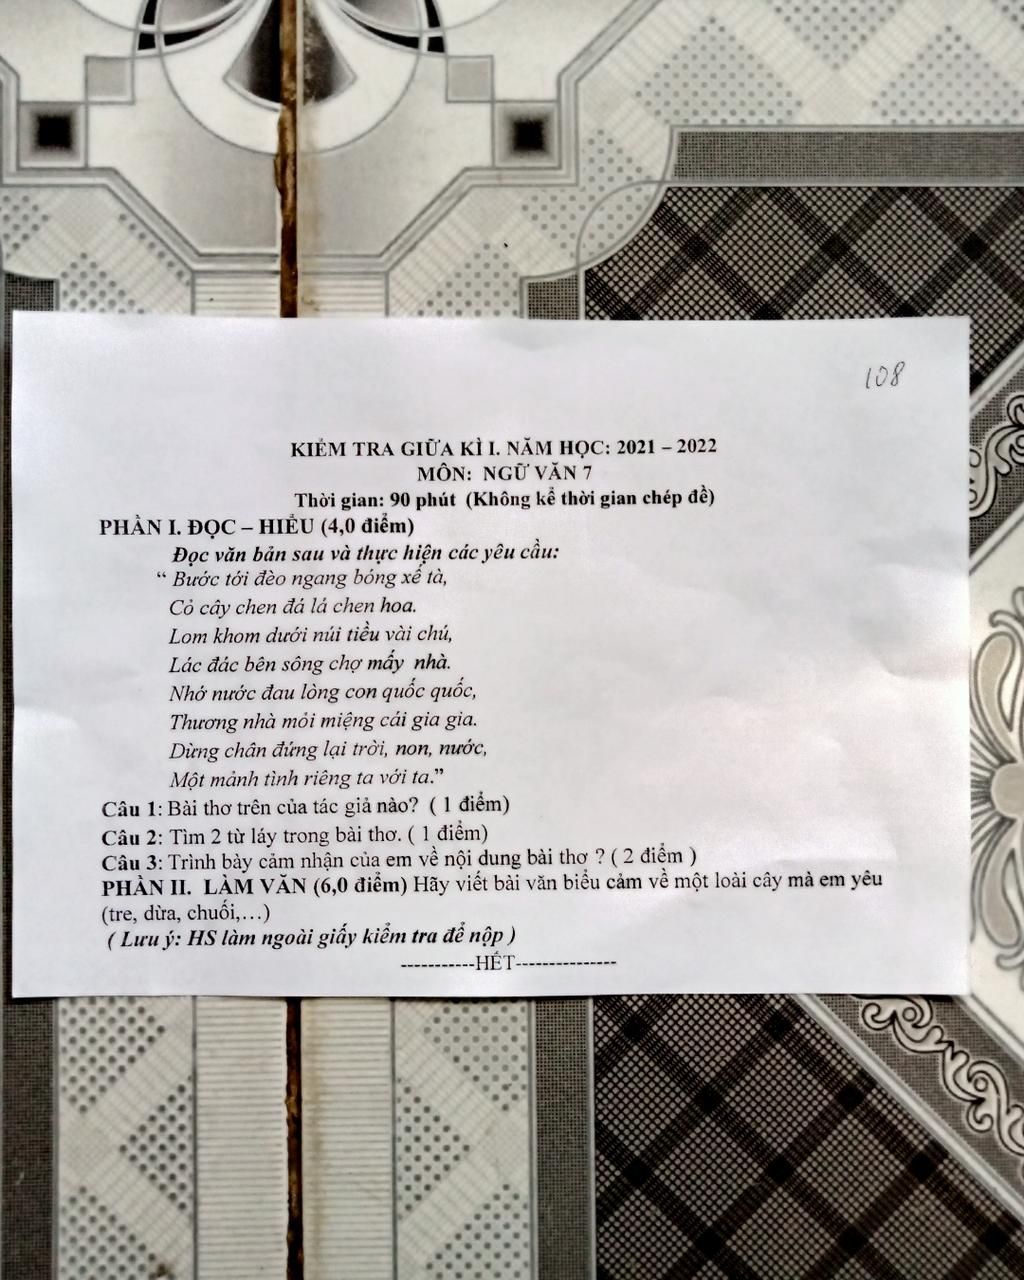 108
KIỂM TRA GIỮA KÌ I. NĂM HỌC: 2021 – 2022
MÔN: NGỮ VĂN 7
Thời gian: 90 phút (Không kể thời gian chép đề)
PHẦN I. ĐỌC – HIỂU (4,0 điểm)
Đọc văn bản sau và thực hiện các yêu cầu:
“ Bước tới đèo ngang bóng xế tà,
Cỏ cây chen đá lá chen hoa.
Lom khom dưới núi tiều vài chú,
Lác đác bên sông chợ mấy nhà.
Nhớ nước đau lòng con quốc quốc,
Thương nhà mỏi miệng cái gia gia.
Dừng chân đứng lại trời, non, nước,
Một mảnh tình riêng ta với ta.”
Câu 1: Bài thơ trên của tác giả nào? ( 1 điểm)
Câu 2: Tìm 2 từ láy trong bài thơ. ( 1 điểm)
Câu 3: Trình bày cảm nhận của em về nội dung bài thơ ? ( 2 điểm )
PHẦN II. LÀM VĂN (6,0 điểm) Hãy viết bài văn biểu cảm về một loài cây mà em yêu
(tre, dừa, chuối,…)
( Lưu ý: HS làm ngoài giấy kiểm tra để nộp )
-----------HẾT---------------